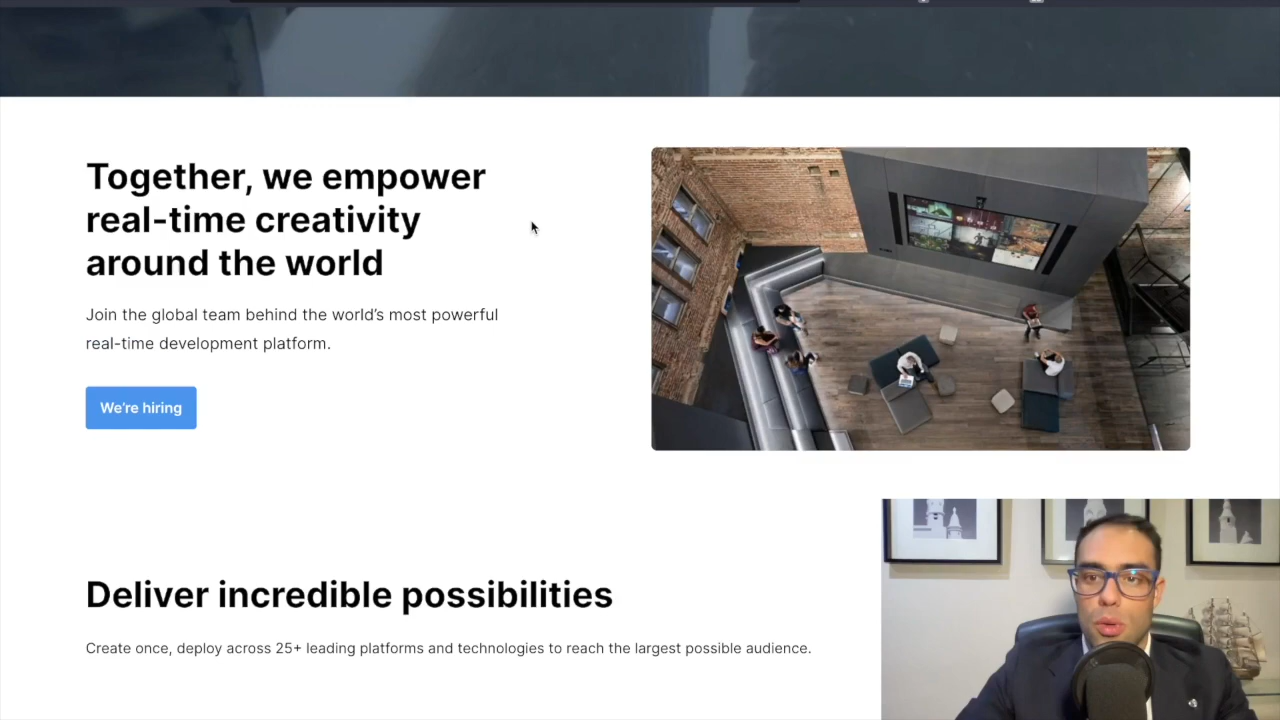 Together, we empower
real-time creativity
around the world
Join the global team behind the world’s most powerful
real-time development platform.
We're hiring
Deliver incredible possibilities
Create once, deploy across 25+ leading platforms and technologies to reach the largest possible audience.